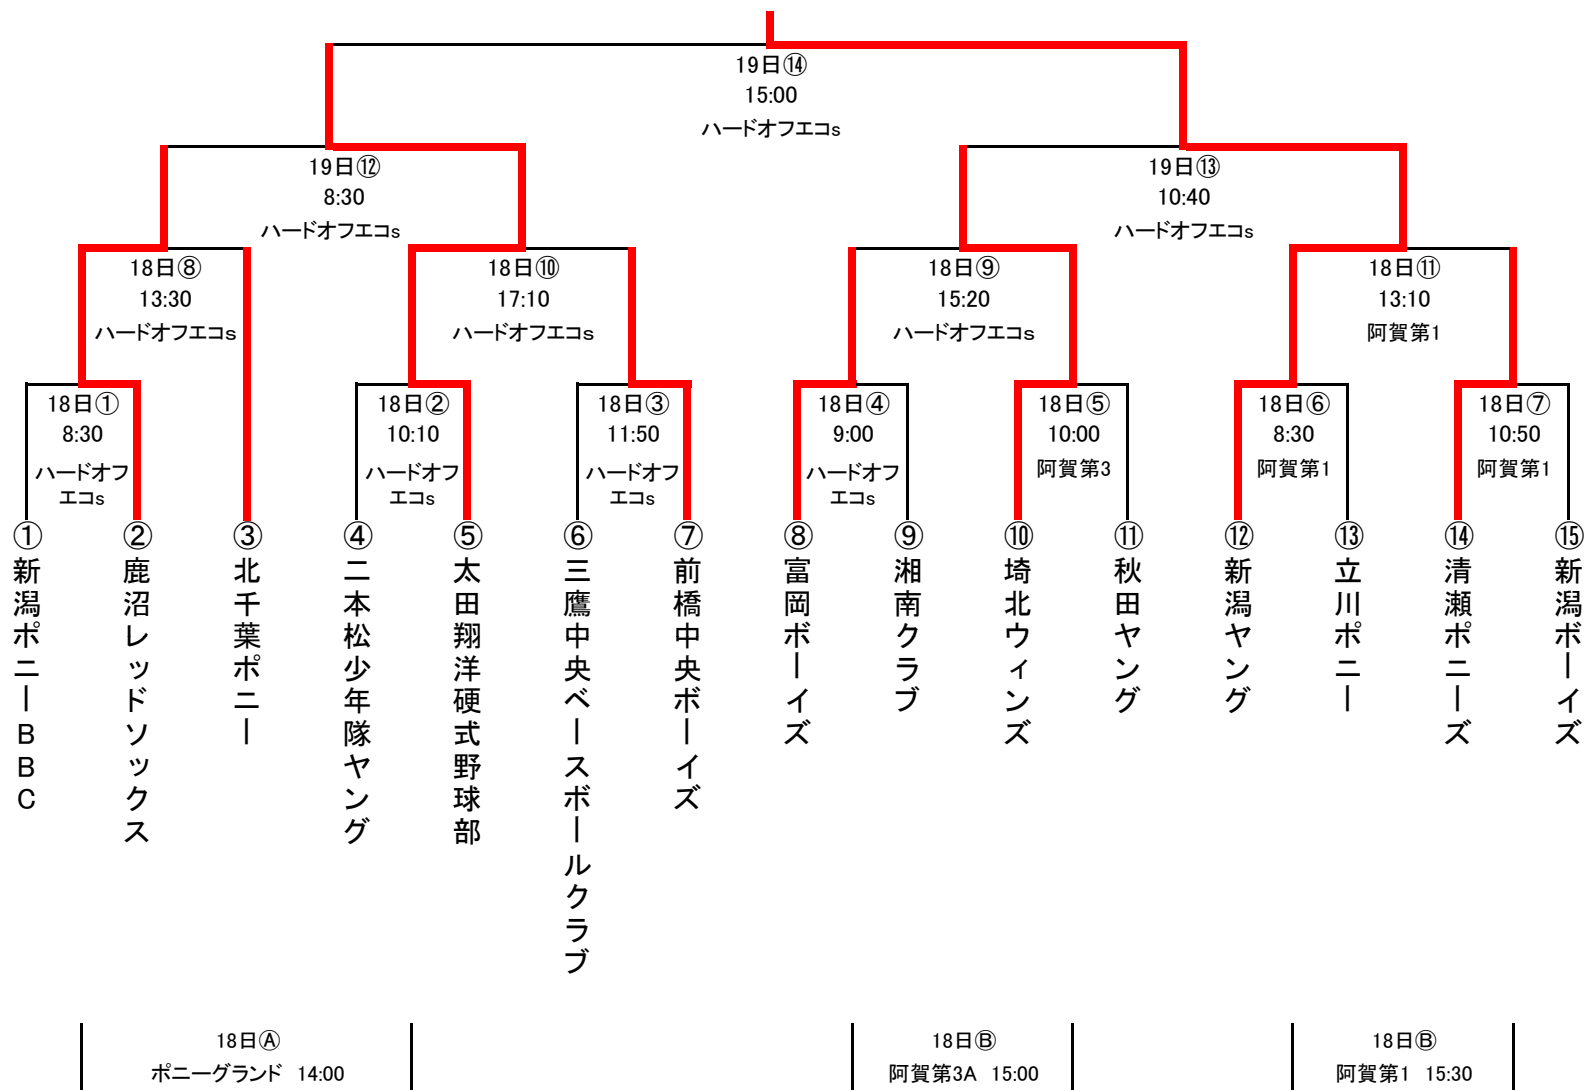 19日⑭
15:00
ハードオフエコs
19日⑫
8:30
ハードオフエコs
19日⑬
10:40
ハードオフエコs
18日⑧
13:30
ハードオフエコs
18日⑩
17:10
ハードオフエコs
18日⑨
15:20
ハードオフエコs
18日⑪
13:10
阿賀第1
18日①
8:30
ハードオフ
エコs
18日②
10:10
ハードオフ
エコs
18日③
11:50
ハードオフ
エコs
18日④
9:00
ハードオフ
エコs
18日⑤
10:00
阿賀第3
18日⑥
8:30
阿賀第1
18日⑦
10:50
阿賀第1
①新潟ポニーBBC
②鹿沼レッドソックス
③北千葉ポニー
④二本松少年隊ヤング
⑤太田翔洋硬式野球部
⑥三鷹中央ベースボールクラブ
⑦前橋中央ボーイズ
⑧富岡ボーイズ
⑨湘南クラブ
⑩埼北ウィンズ
⑪秋田ヤング
⑫新潟ヤング
⑬立川ポニー
⑭清瀬ポニーズ
⑮新潟ボーイズ
18日Ⓐ
ポニーグランド 14:00
18日Ⓑ
阿賀第3A 15:00
18日Ⓑ
阿賀第1 15:30